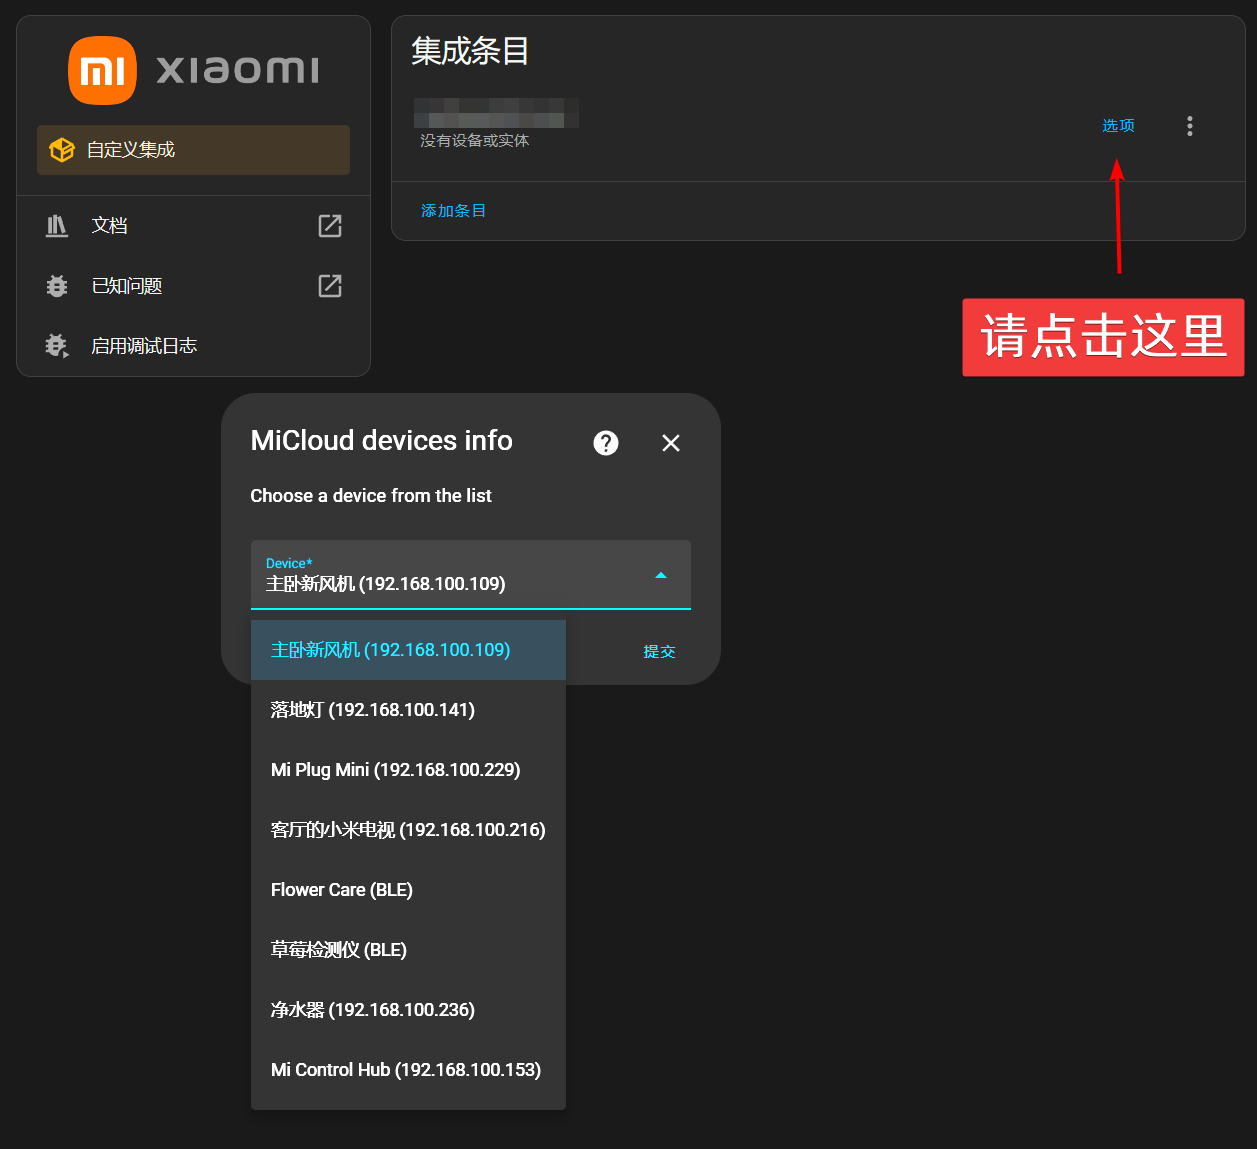 xiaomi
自定义集成
文档
已知问题
启用调试日志
集成条目
没有设备或实体
选项
添加条目
请点击这里
MiCloud devices info
Choose a device from the list
Device*
主卧新风机 (192.168.100.109)
提交
主卧新风机 (192.168.100.109)
落地灯 (192.168.100.141)
Mi Plug Mini (192.168.100.229)
客厅的小米电视 (192.168.100.216)
Flower Care (BLE)
草莓检测仪 (BLE)
净水器 (192.168.100.236)
Mi Control Hub (192.168.100.153)